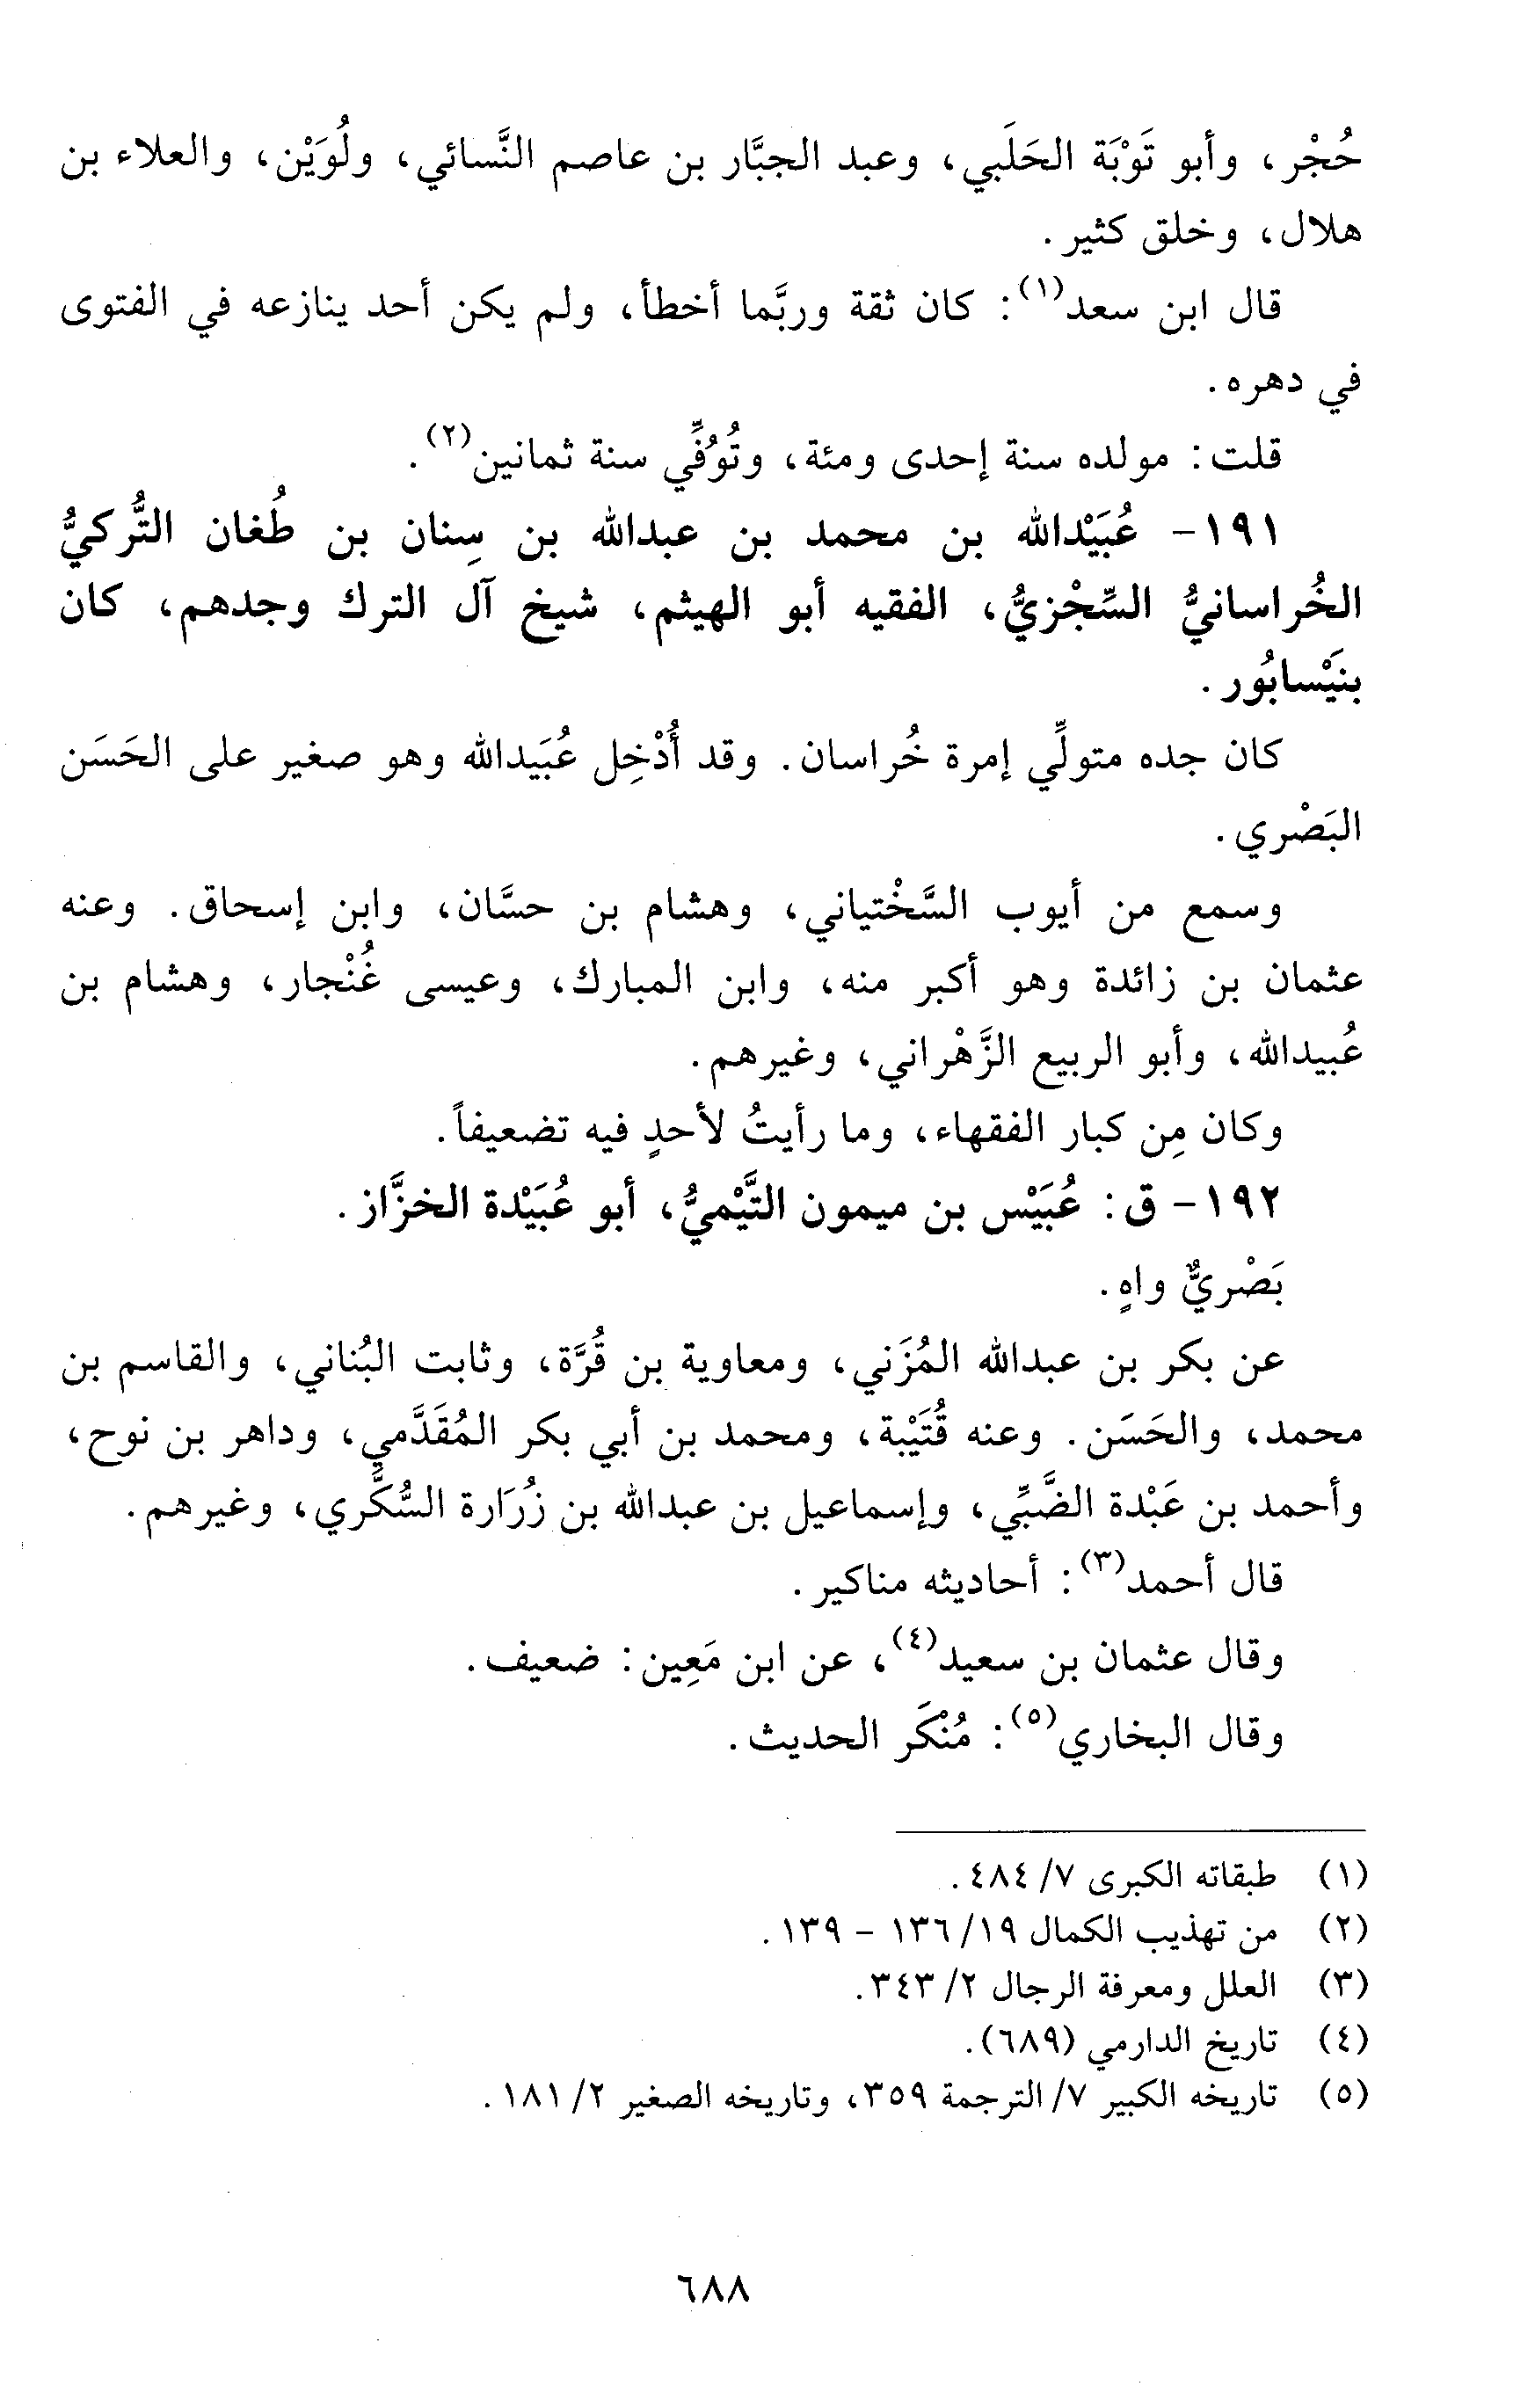 حُجْر، وأبو تَوْبَة الحَلَبي، وعبد الجبَّار بن عاصم النَّسائي، ولُوَيْن، والعلاء بن
هلال، وخلق كثير.
قال ابن سعد(١): كان ثقة وربَّما أخطأ، ولم يكن أحد ينازعه في الفتوى
في دهره.
قلت: مولده سنة إحدى ومئة، وتُوُفِّي سنة ثمانين(٢).
١٩١- عُبَيْدالله بن محمد بن عبدالله بن سِنان بن طُغان التُّركيُّ
الخُراسانيُّ السِّجْزيُّ، الفقيه أبو الهيثم، شيخ آل الترك وجدهم، كان
بنَيْسابُور.
كان جده متولِّي إمرة خُراسان. وقد أُدْخِل عُبَيدالله وهو صغير على الحَسَن
البَصْري.
وسمع من أيوب السَّخْتياني، وهشام بن حسَّان، وابن إسحاق. وعنه
عثمان بن زائدة وهو أكبر منه، وابن المبارك، وعيسى غُنْجار، وهشام بن
عُبيدالله، وأبو الربيع الزَّهْراني، وغيرهم.
وكان مِن كبار الفقهاء، وما رأيتُ لأحدٍ فيه تضعيفاً.
١٩٢- ق: عُبَيْس بن ميمون التَّيْميُّ، أبو عُبَيْدة الخزَّاز.
بَصْريٌّ واهٍ.
عن بكر بن عبدالله المُزَني، ومعاوية بن قُرَّة، وثابت البُناني، والقاسم بن
محمد، والحَسَن. وعنه قُتَيْبة، ومحمد بن أبي بكر المُقَدَّمي، وداهر بن نوح،
وأحمد بن عَبْدة الضَّبِّي، وإسماعيل بن عبدالله بن زُرَارة السُّكَّري، وغيرهم.
قال أحمد(٣): أحاديثه مناكير.
وقال عثمان بن سعيد(٤)، عن ابن مَعِين: ضعيف.
وقال البخاري(٥): مُنْكَر الحديث.
(١) طبقاته الكبرى ٧/ ٤٨٤.
(٢) من تهذيب الكمال ١٩/ ١٣٦ - ١٣٩.
(٣) العلل ومعرفة الرجال ٢/ ٣٤٣.
(٤) تاريخ الدارمي (٦٨٩).
(٥) تاريخه الكبير ٧/ الترجمة ٣٥٩، وتاريخه الصغير ٢/ ١٨١.
٦٨٨